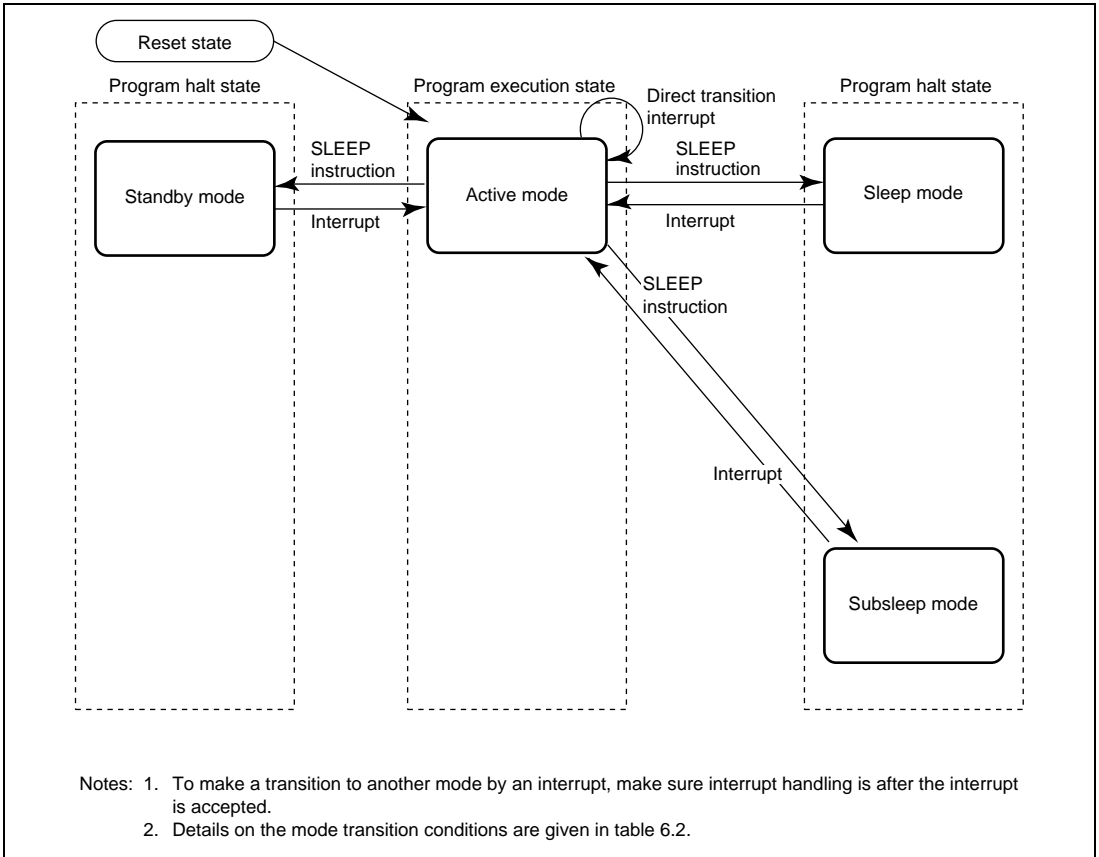 Reset state
Program halt state
Program execution state
Program halt state
Direct transition
interrupt
SLEEP
instruction
SLEEP
instruction
Standby mode
Active mode
Sleep mode
Interrupt
Interrupt
SLEEP
instruction
Interrupt
Subsleep mode
Notes: 1. To make a transition to another mode by an interrupt, make sure interrupt handling is after the interrupt
is accepted.
2. Details on the mode transition conditions are given in table 6.2.